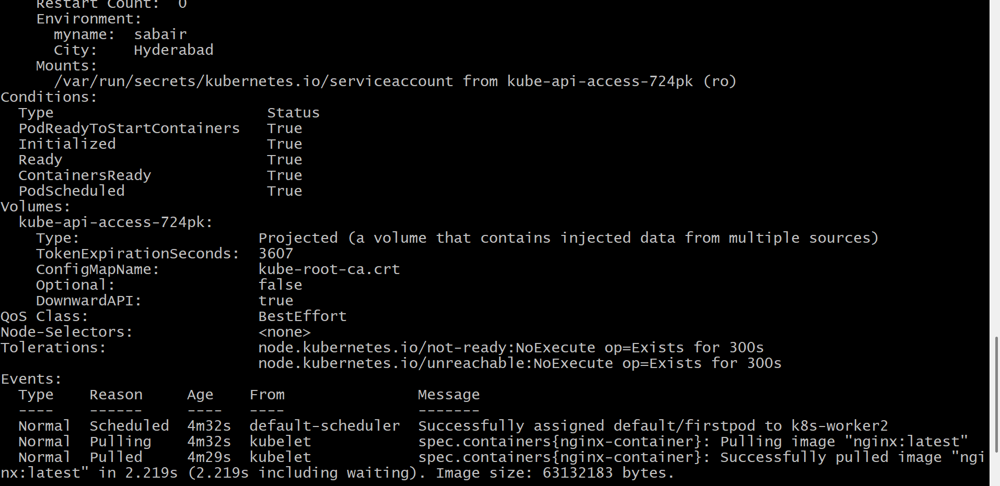 Restart Count:  0
Environment:
myname:  sabair
City:    Hyderabad
Mounts:
/var/run/secrets/kubernetes.io/serviceaccount from kube-api-access-724pk (ro)
Conditions:
Type                        Status
PodReadyToStartContainers   True
Initialized                 True
Ready                       True
ContainersReady             True
PodScheduled                True
Volumes:
kube-api-access-724pk:
Type:                    Projected (a volume that contains injected data from multiple sources)
TokenExpirationSeconds:  3607
ConfigMapName:           kube-root-ca.crt
Optional:                false
DownwardAPI:             true
QoS Class:                   BestEffort
Node-Selectors:              <none>
Tolerations:                 node.kubernetes.io/not-ready:NoExecute op=Exists for 300s
node.kubernetes.io/unreachable:NoExecute op=Exists for 300s
Events:
Type    Reason     Age    From               Message
----    ------     ----   ----               -------
Normal  Scheduled  4m32s  default-scheduler  Successfully assigned default/firstpod to k8s-worker2
Normal  Pulling    4m32s  kubelet            spec.containers{nginx-container}: Pulling image "nginx:latest"
Normal  Pulled     4m29s  kubelet            spec.containers{nginx-container}: Successfully pulled image "ngi
nx:latest" in 2.219s (2.219s including waiting). Image size: 63132183 bytes.